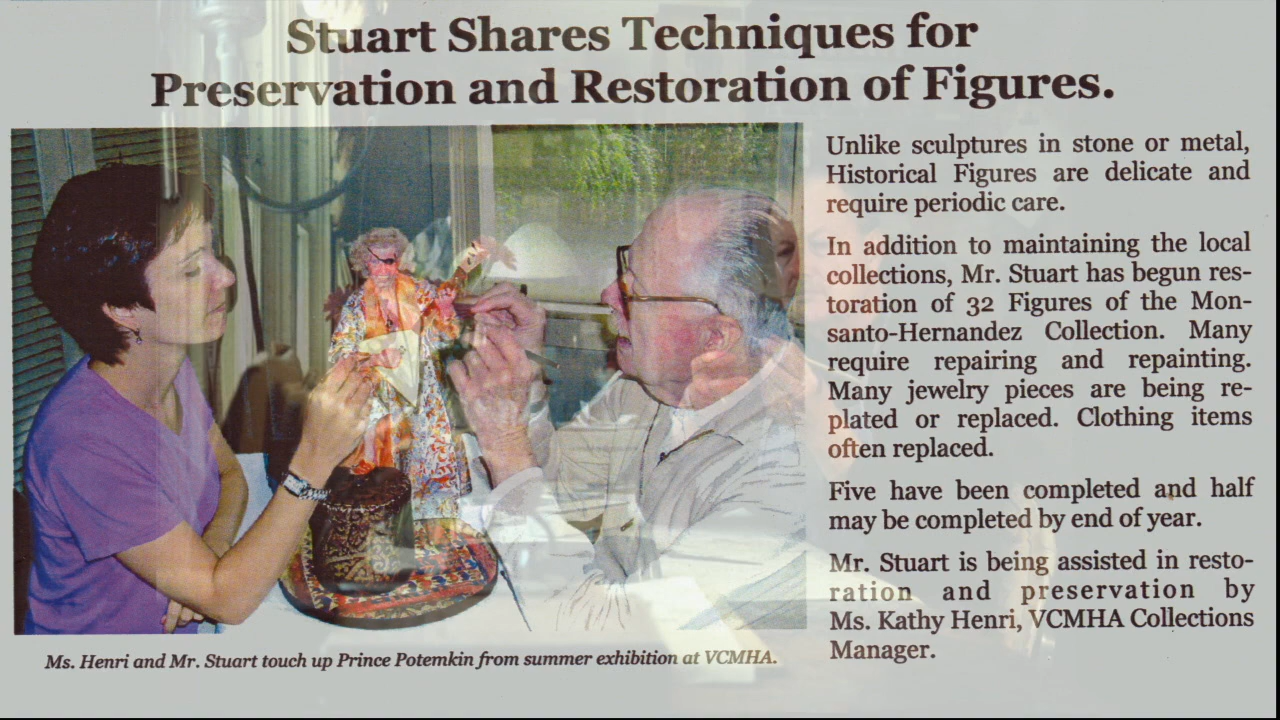 Stuart Shares Techniques for
Preservation and Restoration of Figures.
Unlike sculptures in stone or metal,
Historical Figures are delicate and
require periodic care.
In addition to maintaining the local
collections, Mr. Stuart has begun res-
toration of 32 Figures of the Mon-
santo-Hernandez Collection. Many
require repairing and repainting.
Many jewelry pieces are being re-
plated or replaced. Clothing items
often replaced.
Five have been completed and half
may be completed by end of year.
Mr. Stuart is being assisted in resto-
ration and preservation by
Ms. Kathy Henri, VCMHA Collections
Manager.
Ms. Henri and Mr. Stuart touch up Prince Potemkin from summer exhibition at VCMHA.